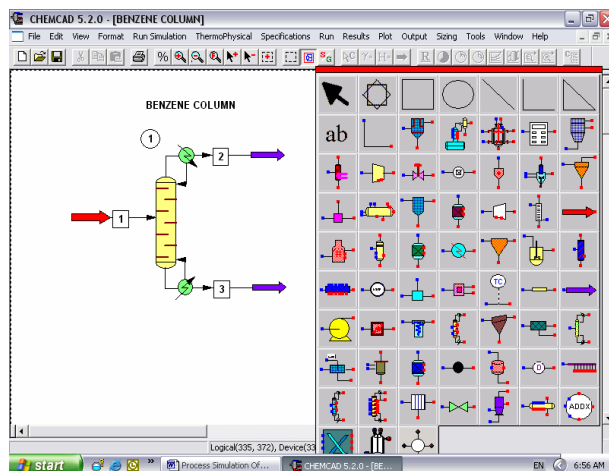 CHEMCAD 5.2.0 - [BENZENE COLUMN]
File Edit View Format Run Simulation ThermoPhysical Specifications Run Results Plot Output Sizing Tools Window Help
%
BENZENE COLUMN
1
2
1
3
ab
TC
D
ADDX
Logical(335, 372), Device(33
start
Process Simulation Of...
CHEMCAD 5.2.0 - [BE...
EN
6:56 AM